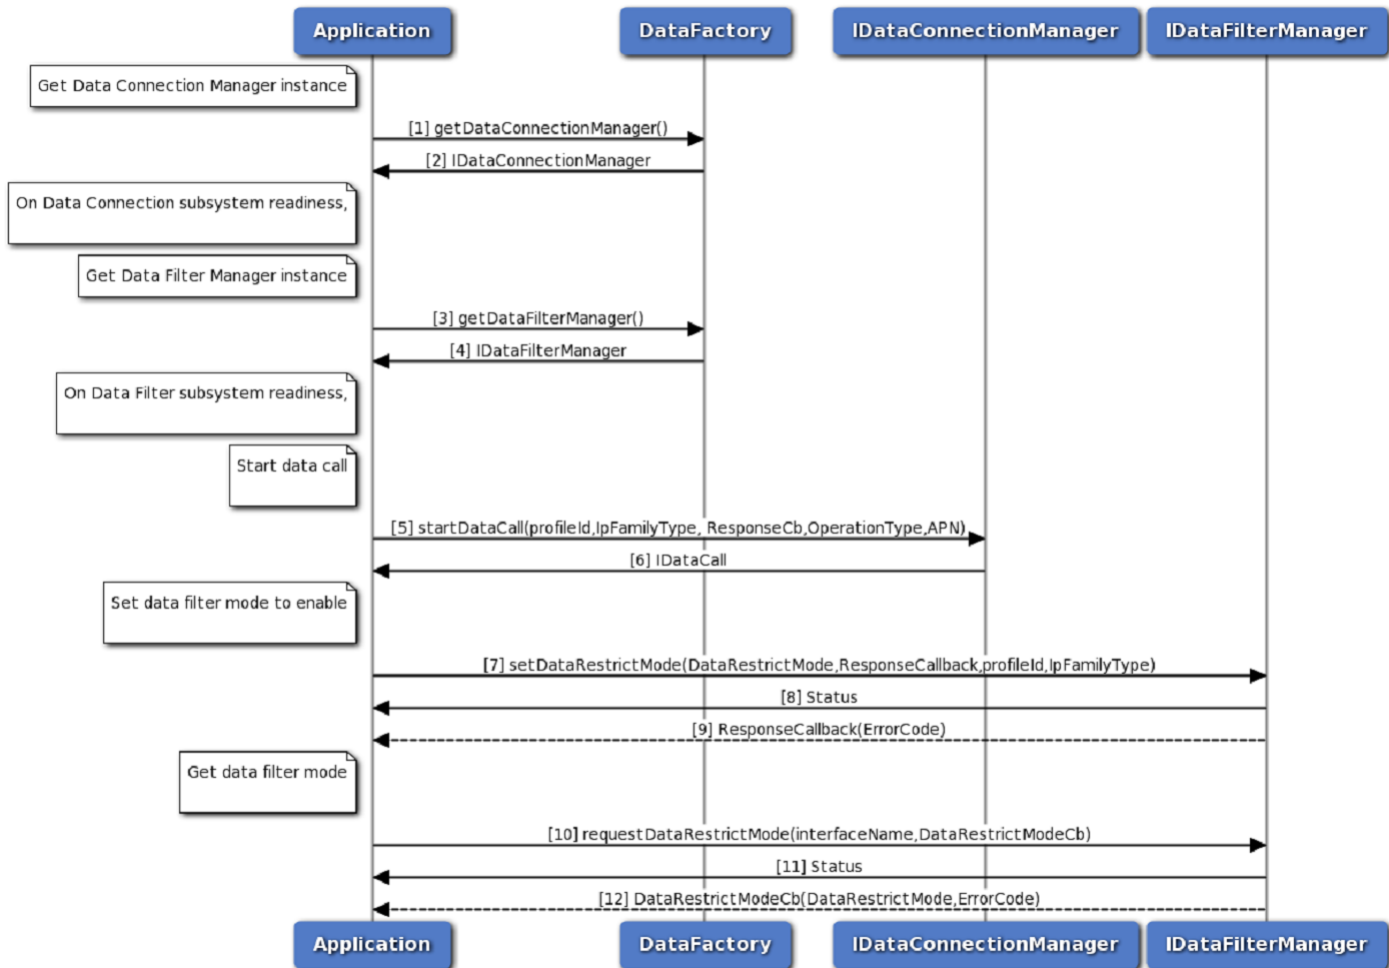 Application
DataFactory
IDataConnectionManager
IDataFilterManager
Get Data Connection Manager instance
[1] getDataConnectionManager()
[2] IDataConnectionManager
On Data Connection subsystem readiness,
Get Data Filter Manager instance
[3] getDataFilterManager()
[4] IDataFilterManager
On Data Filter subsystem readiness,
Start data call
[5] startDataCall(profileId,IpFamilyType, ResponseCb,OperationType,APN)
[6] IDataCall
Set data filter mode to enable
[7] setDataRestrictMode(DataRestrictMode,ResponseCallback,profileId,IpFamilyType)
[8] Status
[9] ResponseCallback(ErrorCode)
Get data filter mode
[10] requestDataRestrictMode(interfaceName,DataRestrictModeCb)
[11] Status
[12] DataRestrictModeCb(DataRestrictMode,ErrorCode)
Application
DataFactory
IDataConnectionManager
IDataFilterManager